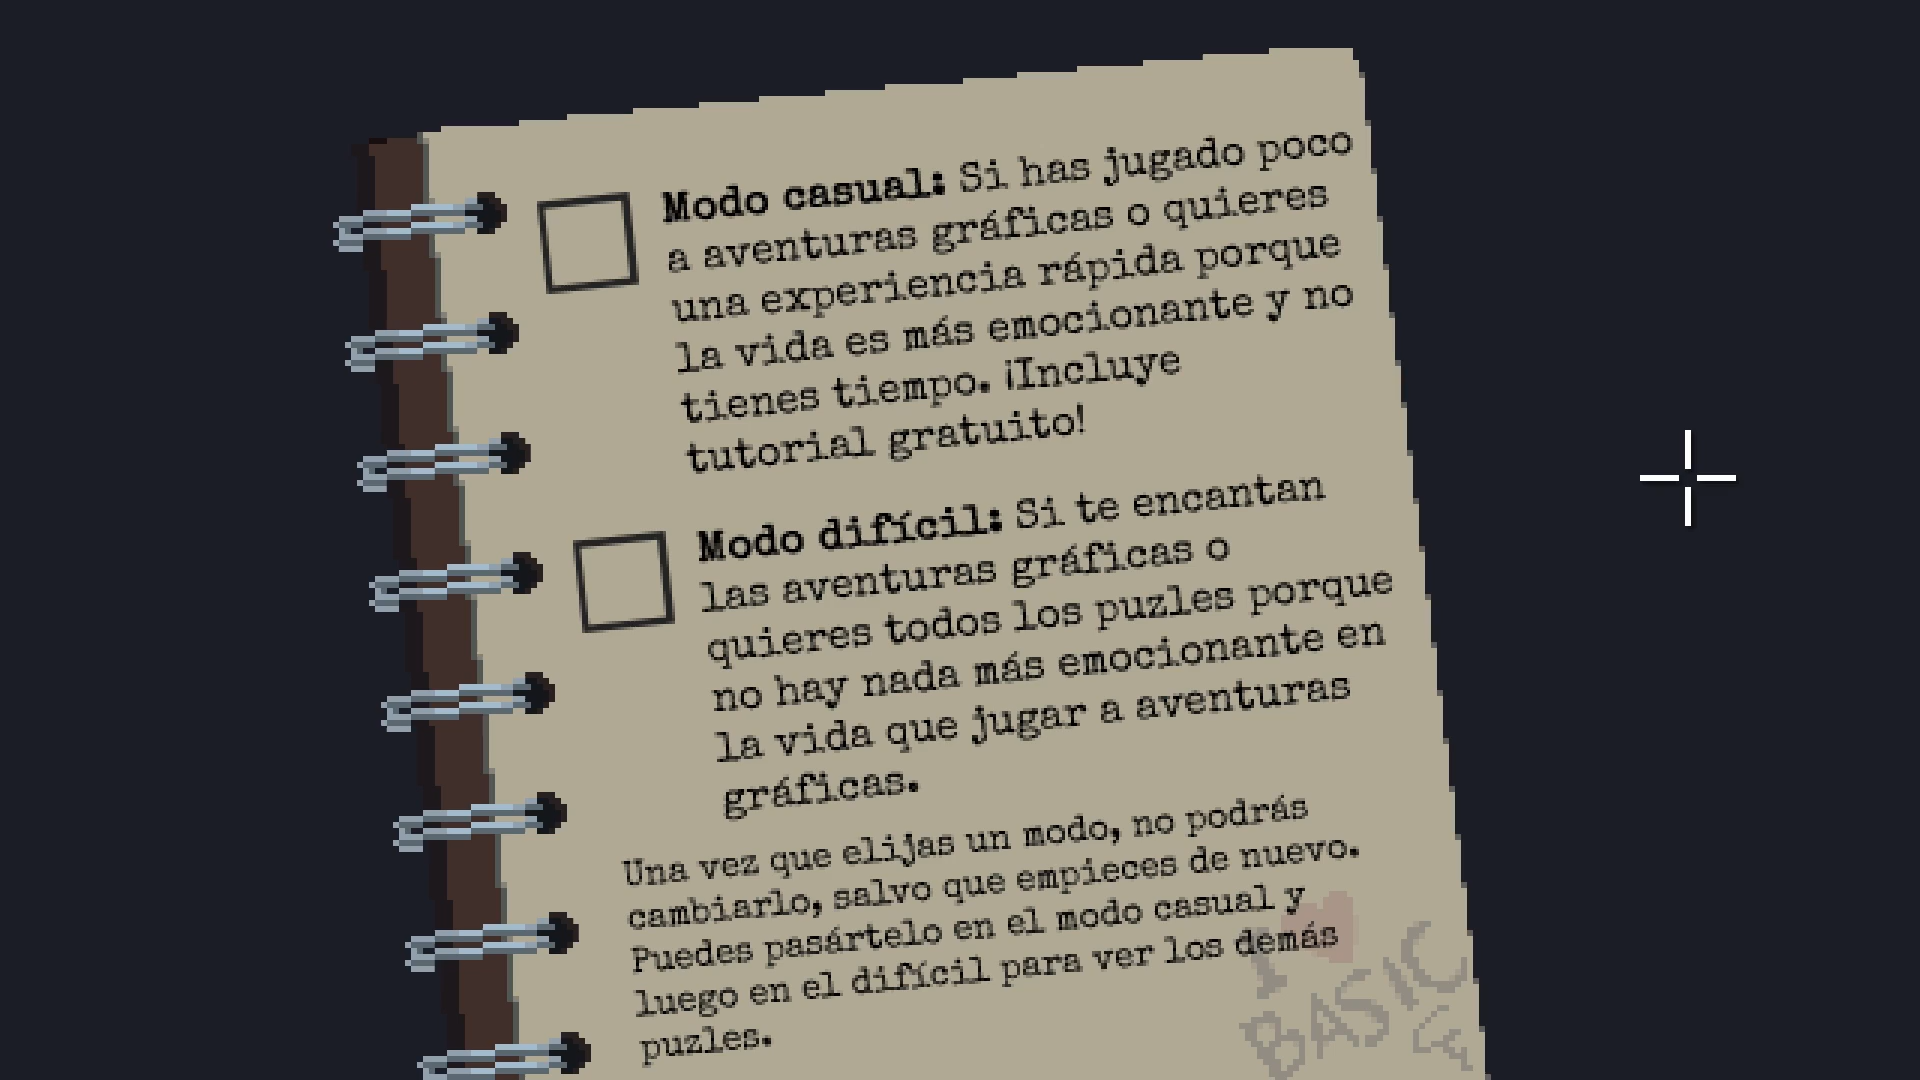 Modo casual: Si has jugado poco
a aventuras gráficas o quieres
una experiencia rápida porque
la vida es más emocionante y no
tienes tiempo. ¡Incluye
tutorial gratuito!
Modo difícil: Si te encantan
las aventuras gráficas o
quieres todos los puzles porque
no hay nada más emocionante en
la vida que jugar a aventuras
gráficas.
Una vez que elijas un modo, no podrás
cambiarlo, salvo que empieces de nuevo.
Puedes pasártelo en el modo casual y
luego en el difícil para ver los demás
puzles.
I
BASIC